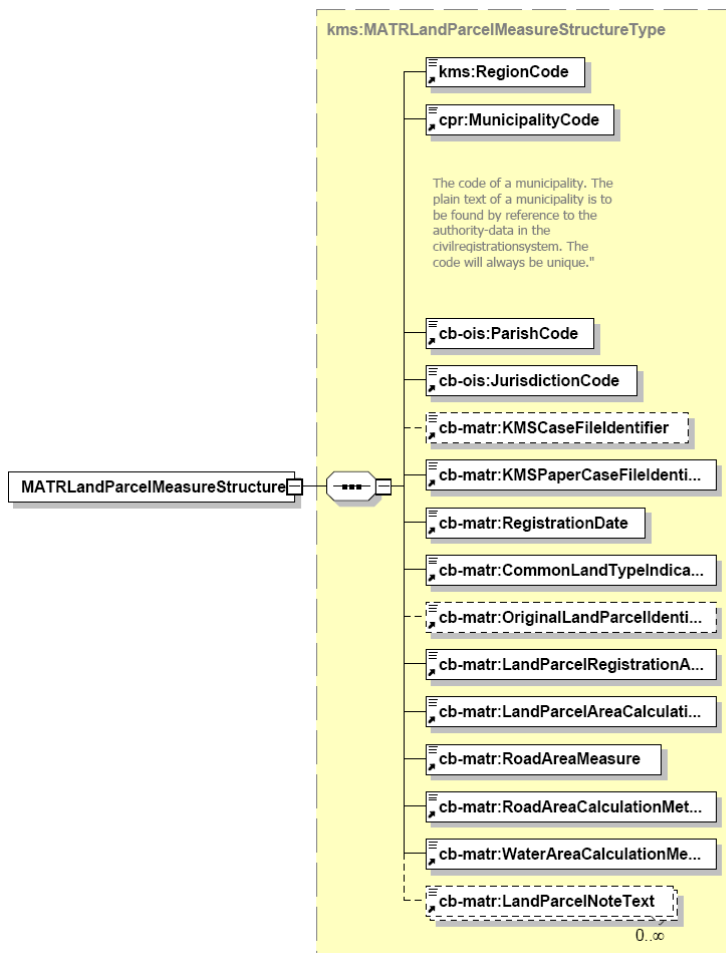 kms:MATRLandParcelMeasureStructureType
kms:RegionCode
cpr:MunicipalityCode
The code of a municipality. The
plain text of a municipality is to
be found by reference to the
authority-data in the
civilregistrationsystem. The
code will always be unique."
cb-ois:ParishCode
cb-ois:JurisdictionCode
cb-matr:KMSCaseFileIdentifier
cb-matr:KMSPaperCaseFileIdenti...
MATRLandParcelMeasureStructure
cb-matr:RegistrationDate
cb-matr:CommonLandTypeIndica...
cb-matr:OriginalLandParcelIdenti...
cb-matr:LandParcelRegistrationA...
cb-matr:LandParcelAreaCalculati...
cb-matr:RoadAreaMeasure
cb-matr:RoadAreaCalculationMet...
cb-matr:WaterAreaCalculationMe...
cb-matr:LandParcelNoteText
0..∞